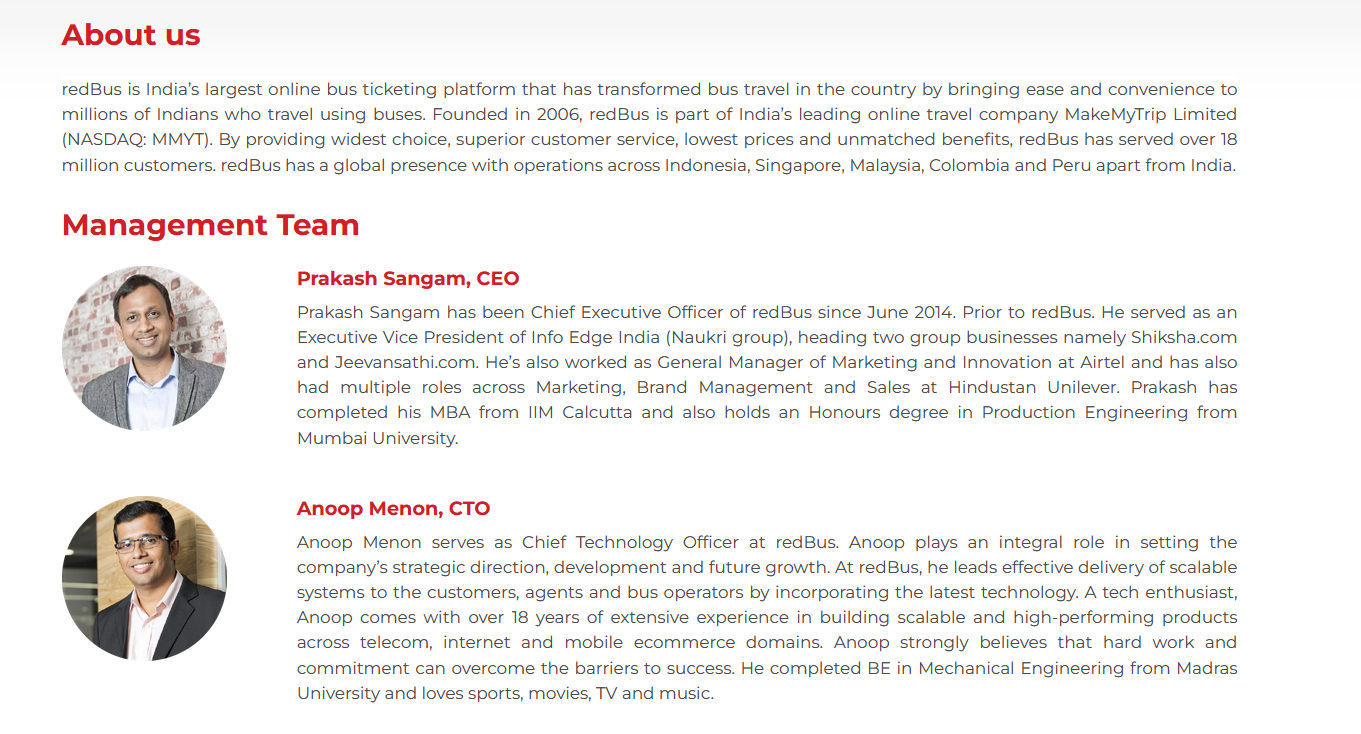 About us
redBus is India’s largest online bus ticketing platform that has transformed bus travel in the country by bringing ease and convenience to
millions of Indians who travel using buses. Founded in 2006, redBus is part of India’s leading online travel company MakeMyTrip Limited
(NASDAQ: MMYT). By providing widest choice, superior customer service, lowest prices and unmatched benefits, redBus has served over 18
million customers. redBus has a global presence with operations across Indonesia, Singapore, Malaysia, Colombia and Peru apart from India.
Management Team
Prakash Sangam, CEO
Prakash Sangam has been Chief Executive Officer of redBus since June 2014. Prior to redBus. He served as an
Executive Vice President of Info Edge India (Naukri group), heading two group businesses namely Shiksha.com
and Jeevansathi.com. He’s also worked as General Manager of Marketing and Innovation at Airtel and has also
had multiple roles across Marketing, Brand Management and Sales at Hindustan Unilever. Prakash has
completed his MBA from IIM Calcutta and also holds an Honours degree in Production Engineering from
Mumbai University.
Anoop Menon, CTO
Anoop Menon serves as Chief Technology Officer at redBus. Anoop plays an integral role in setting the
company’s strategic direction, development and future growth. At redBus, he leads effective delivery of scalable
systems to the customers, agents and bus operators by incorporating the latest technology. A tech enthusiast,
Anoop comes with over 18 years of extensive experience in building scalable and high-performing products
across telecom, internet and mobile ecommerce domains. Anoop strongly believes that hard work and
commitment can overcome the barriers to success. He completed BE in Mechanical Engineering from Madras
University and loves sports, movies, TV and music.